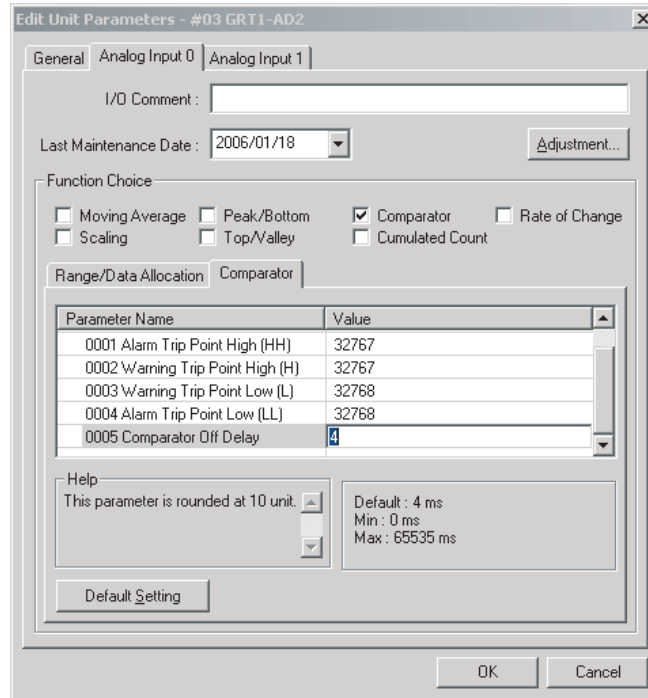 Edit Unit Parameters - #03 GRT1-AD2
General Analog Input 0 Analog Input 1
I/O Comment :
Last Maintenance Date : 2006/01/18 Adjustment...
Function Choice
Moving Average Peak/Bottom Comparator Rate of Change
Scaling Top/Valley Cumulated Count
Range/Data Allocation Comparator
Parameter Name Value
0001 Alarm Trip Point High (HH) 32767
0002 Warning Trip Point High (H) 32767
0003 Warning Trip Point Low (L) 32768
0004 Alarm Trip Point Low (LL) 32768
0005 Comparator Off Delay 4
Help
This parameter is rounded at 10 unit.
Default : 4 ms
Min : 0 ms
Max : 65535 ms
Default Setting
OK Cancel